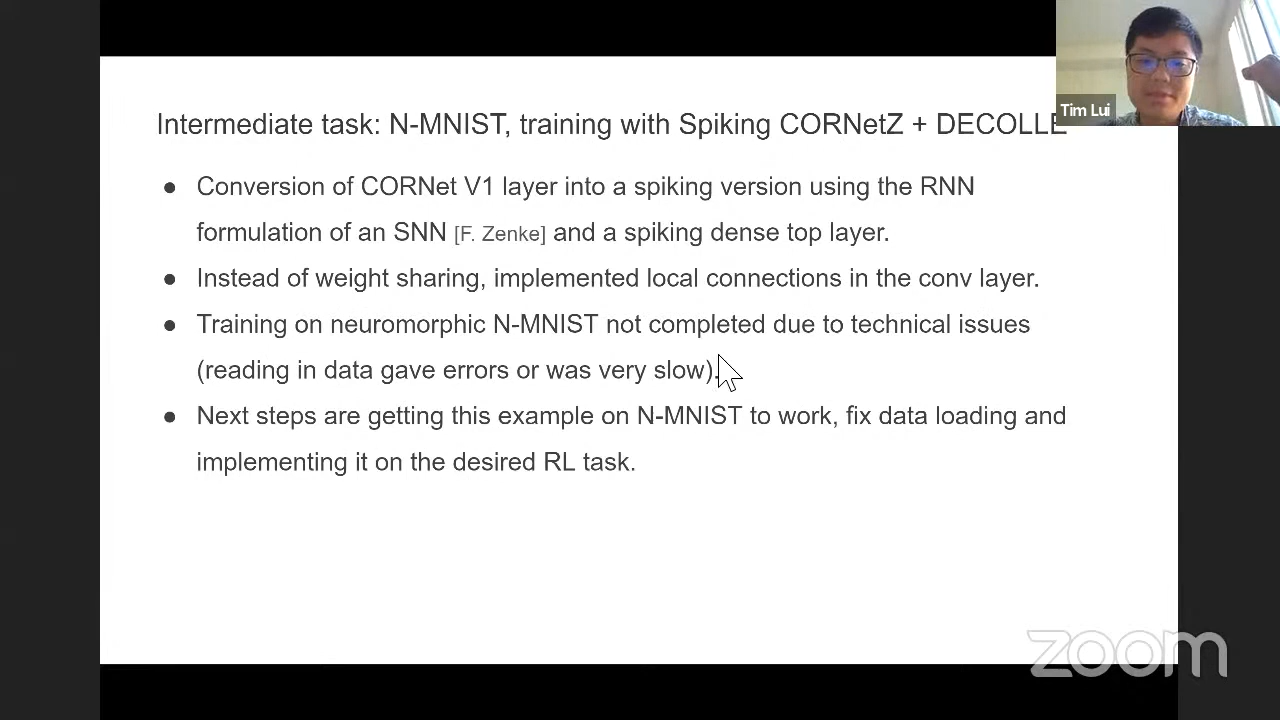 Intermediate task: N-MNIST, training with Spiking CORNetZ + DECOLLE
Tim Lui
● Conversion of CORNet V1 layer into a spiking version using the RNN
formulation of an SNN [F. Zenke] and a spiking dense top layer.
● Instead of weight sharing, implemented local connections in the conv layer.
● Training on neuromorphic N-MNIST not completed due to technical issues
(reading in data gave errors or was very slow).
● Next steps are getting this example on N-MNIST to work, fix data loading and
implementing it on the desired RL task.
zoom